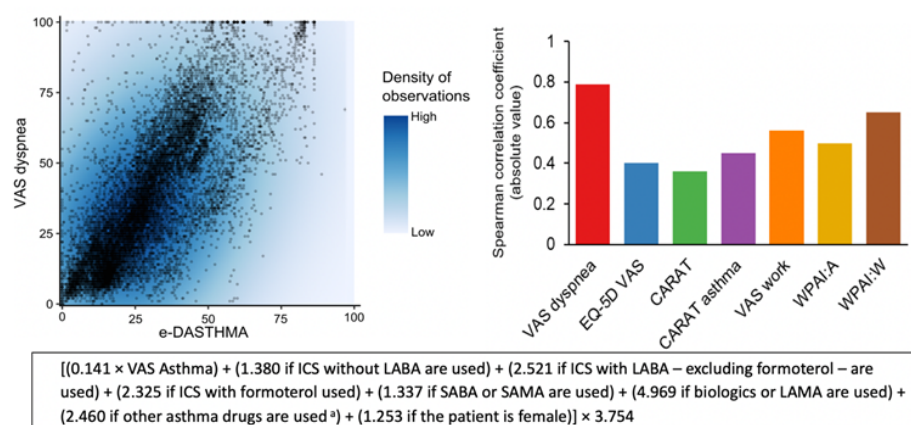 100
75
50
25
0
VAS dyspnea
0 25 50 75 100
e-DASTHMA
Density of
observations
High
Low
Spearman correlation coefficient
(absolute value)
1
0.8
0.6
0.4
0.2
0
VAS dyspnea
EQ-5D VAS
CARAT
CARAT asthma
VAS work
WPAI:A
WPAI:W
[(0.141 × VAS Asthma) + (1.380 if ICS without LABA are used) + (2.521 if ICS with LABA – excluding formoterol – are
used) + (2.325 if ICS with formoterol used) + (1.337 if SABA or SAMA are used) + (4.969 if biologics or LAMA are used) +
(2.460 if other asthma drugs are used ᵃ) + (1.253 if the patient is female)] × 3.754